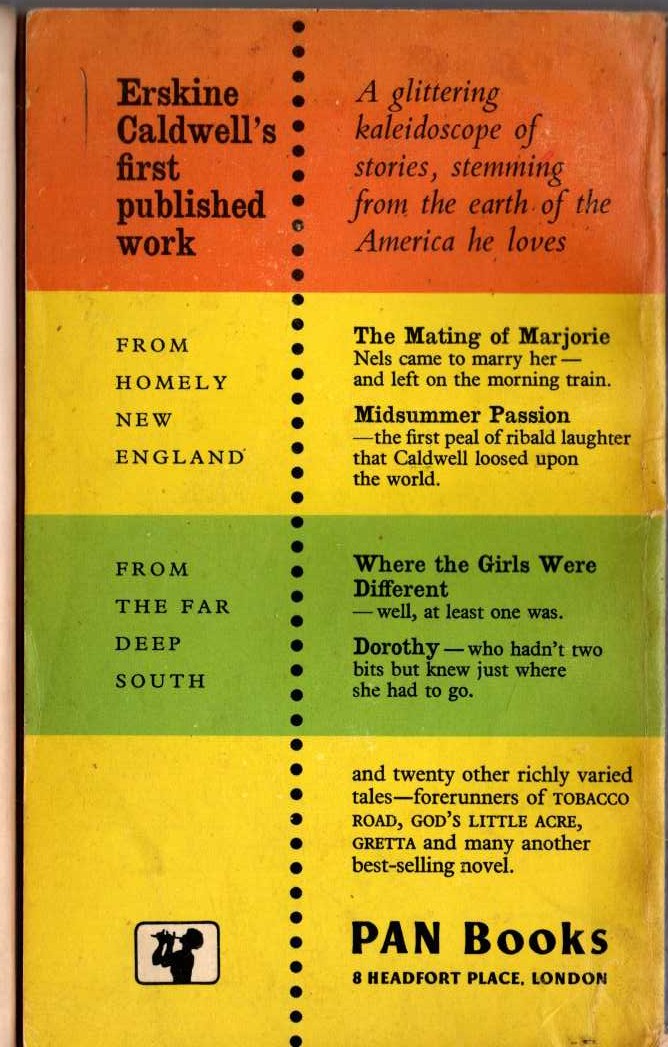 Erskine
Caldwell's
first
published
work
A glittering
kaleidoscope of
stories, stemming
from the earth of the
America he loves
FROM
HOMELY
NEW
ENGLAND
The Mating of Marjorie
Nels came to marry her —
and left on the morning train.
Midsummer Passion
—the first peal of ribald laughter
that Caldwell loosed upon
the world.
FROM
THE FAR
DEEP
SOUTH
Where the Girls Were
Different
— well, at least one was.
Dorothy — who hadn't two
bits but knew just where
she had to go.
and twenty other richly varied
tales—forerunners of TOBACCO
ROAD, GOD'S LITTLE ACRE,
GRETTA and many another
best-selling novel.
PAN Books
8 HEADFORT PLACE, LONDON